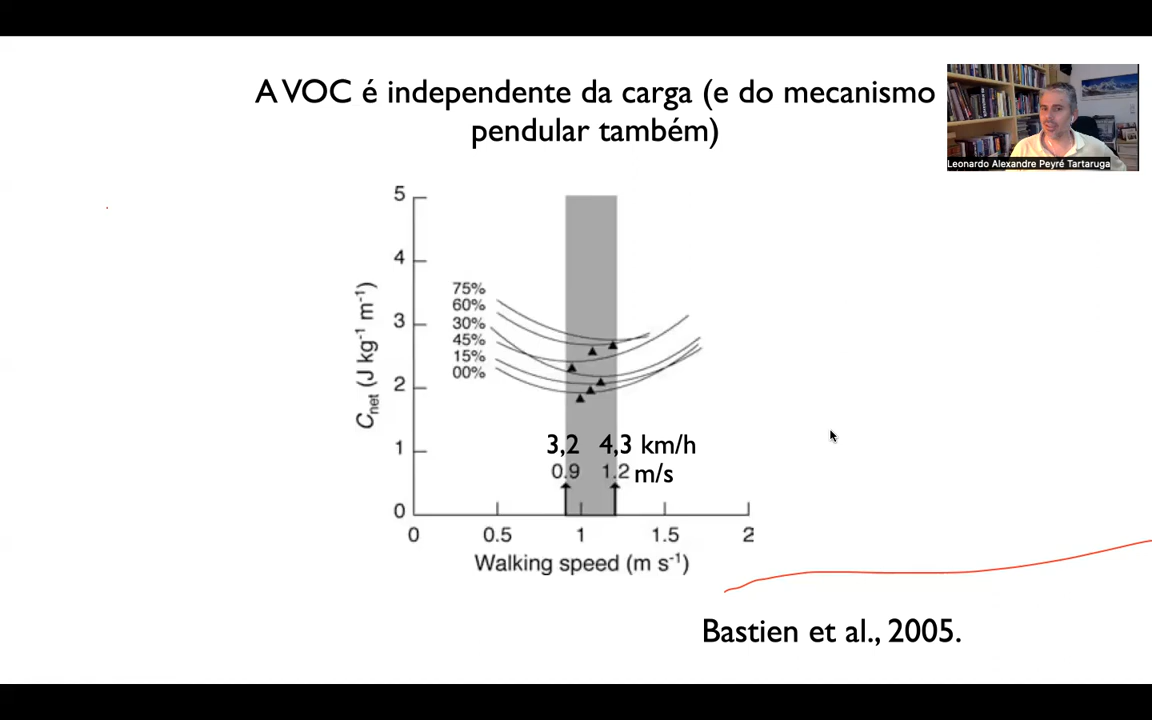 A VOC é independente da carga (e do mecanismo
pendular também)
Leonardo Alexandre Peyré Tartaruga
5
4
3
2
1
0
C_net (J kg⁻¹ m⁻¹)
75%
60%
30%
45%
15%
00%
3,2 4,3 km/h
0.9 1.2 m/s
0 0.5 1 1.5 2
Walking speed (m s⁻¹)
Bastien et al., 2005.